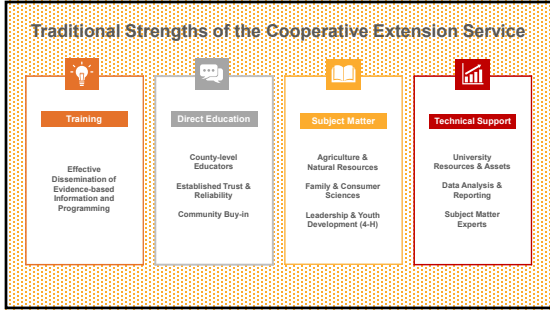 Traditional Strengths of the Cooperative Extension Service
Training
Effective
Dissemination of
Evidence-based
Information and
Programming
Direct Education
County-level
Educators
Established Trust &
Reliability
Community Buy-in
Subject Matter
Agriculture &
Natural Resources
Family & Consumer
Sciences
Leadership & Youth
Development (4-H)
Technical Support
University
Resources & Assets
Data Analysis &
Reporting
Subject Matter
Experts